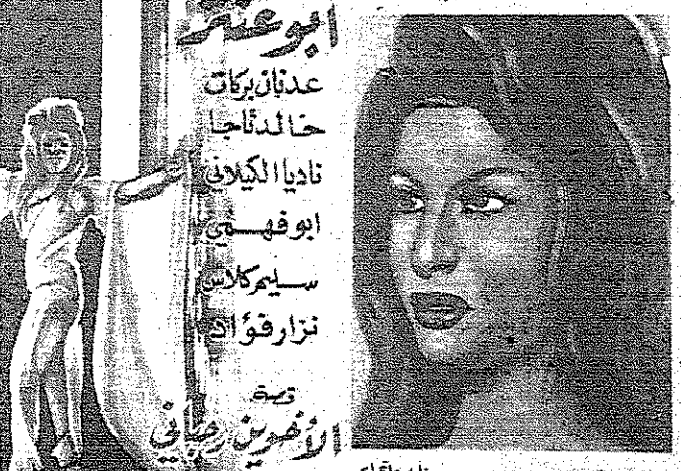 ابو عنتر
عدنان بركات
خالد تاجا
ناديا الكيلاني
ابو فهمي
سليم كلاس
نزار فؤاد
قصة
الأخوين رحباني